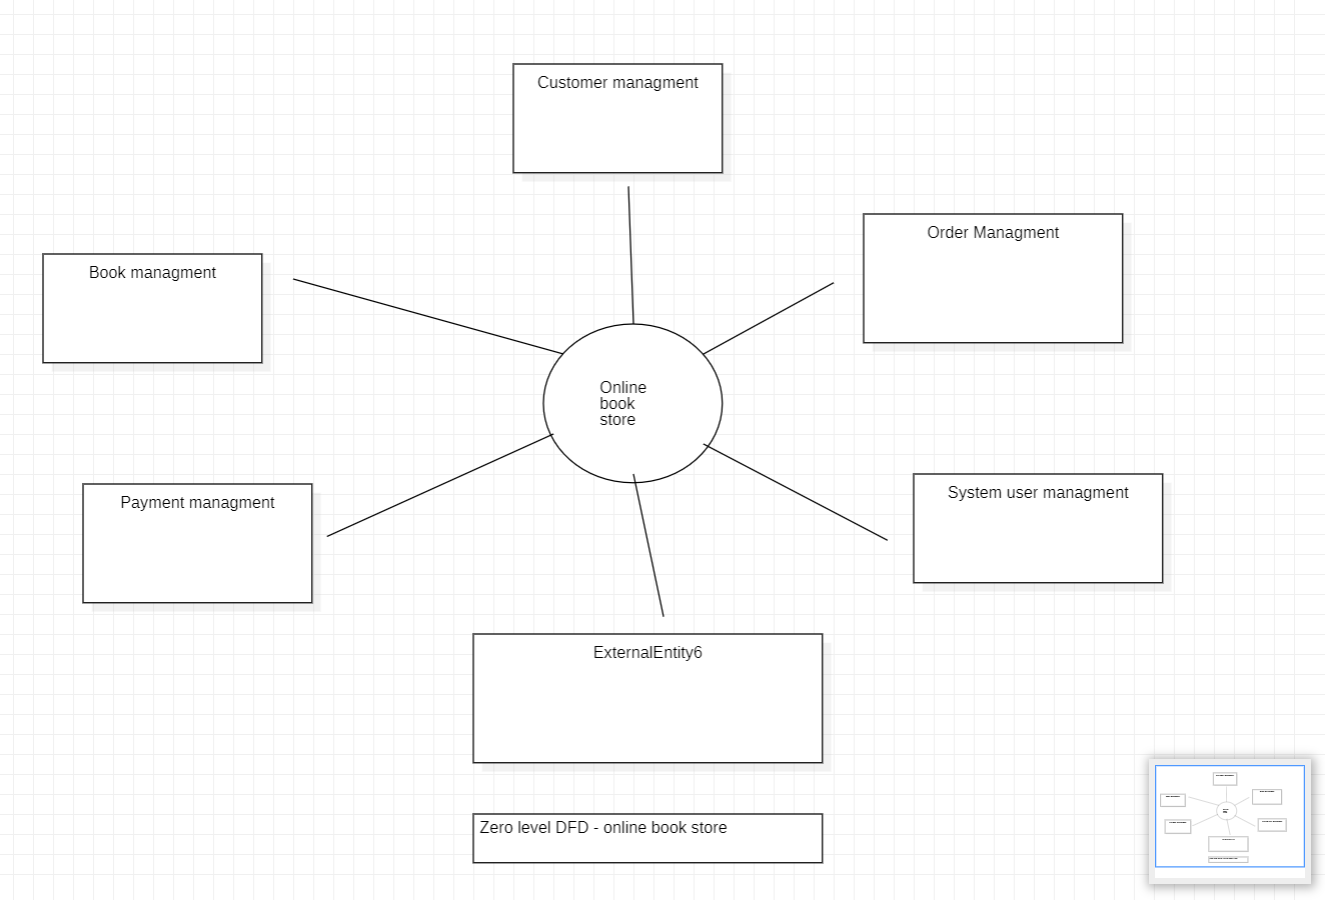 Customer managment
Order Managment
Book managment
Online
book
store
System user managment
Payment managment
ExternalEntity6
Zero level DFD - online book store